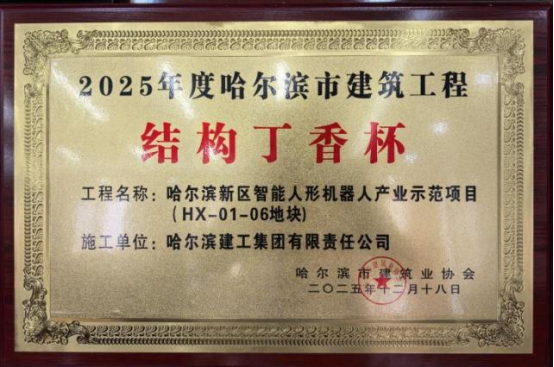 2025年度哈尔滨市建筑工程
结构丁香杯
工程名称：哈尔滨新区智能人形机器人产业示范项目
(HX-01-06地块)
施工单位：哈尔滨建工集团有限责任公司
哈尔滨市建筑业协会
二〇二五年十二月十八日